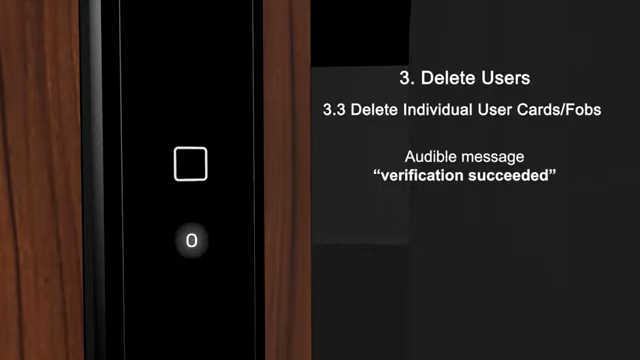 3. Delete Users
3.3 Delete Individual User Cards/Fobs
Audible message
“verification succeeded”
0